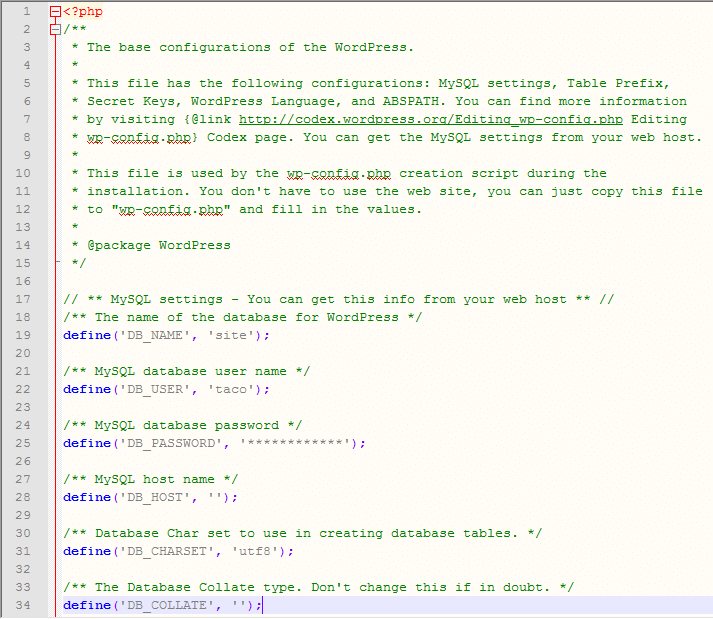 1 <?php
2 /**
3 * The base configurations of the WordPress.
4 *
5 * This file has the following configurations: MySQL settings, Table Prefix,
6 * Secret Keys, WordPress Language, and ABSPATH. You can find more information
7 * by visiting {@link http://codex.wordpress.org/Editing_wp-config.php Editing
8 * wp-config.php} Codex page. You can get the MySQL settings from your web host.
9 *
10 * This file is used by the wp-config.php creation script during the
11 * installation. You don't have to use the web site, you can just copy this file
12 * to "wp-config.php" and fill in the values.
13 *
14 * @package WordPress
15 */
16
17 // ** MySQL settings - You can get this info from your web host ** //
18 /** The name of the database for WordPress */
19 define('DB_NAME', 'site');
20
21 /** MySQL database user name */
22 define('DB_USER', 'taco');
23
24 /** MySQL database password */
25 define('DB_PASSWORD', '************');
26
27 /** MySQL host name */
28 define('DB_HOST', '');
29
30 /** Database Char set to use in creating database tables. */
31 define('DB_CHARSET', 'utf8');
32
33 /** The Database Collate type. Don't change this if in doubt. */
34 define('DB_COLLATE', '');